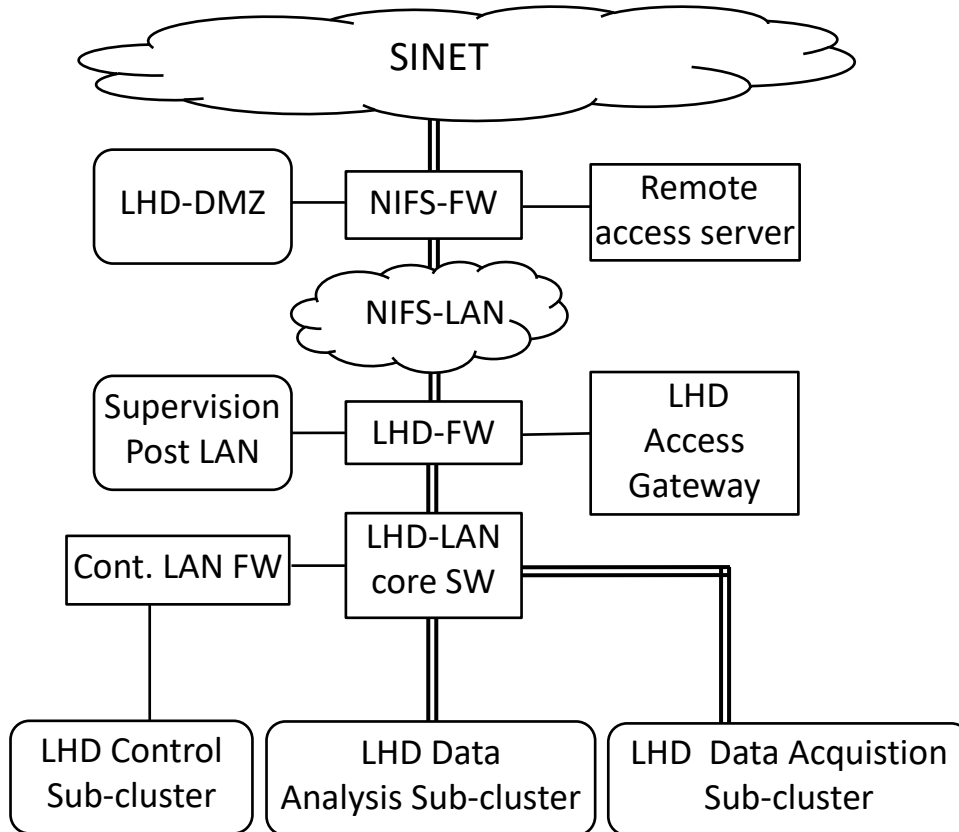 SINET
LHD-DMZ
NIFS-FW
Remote
access server
NIFS-LAN
Supervision
Post LAN
LHD-FW
LHD
Access
Gateway
Cont. LAN FW
LHD-LAN
core SW
LHD Control
Sub-cluster
LHD Data
Analysis Sub-cluster
LHD Data Acquistion
Sub-cluster